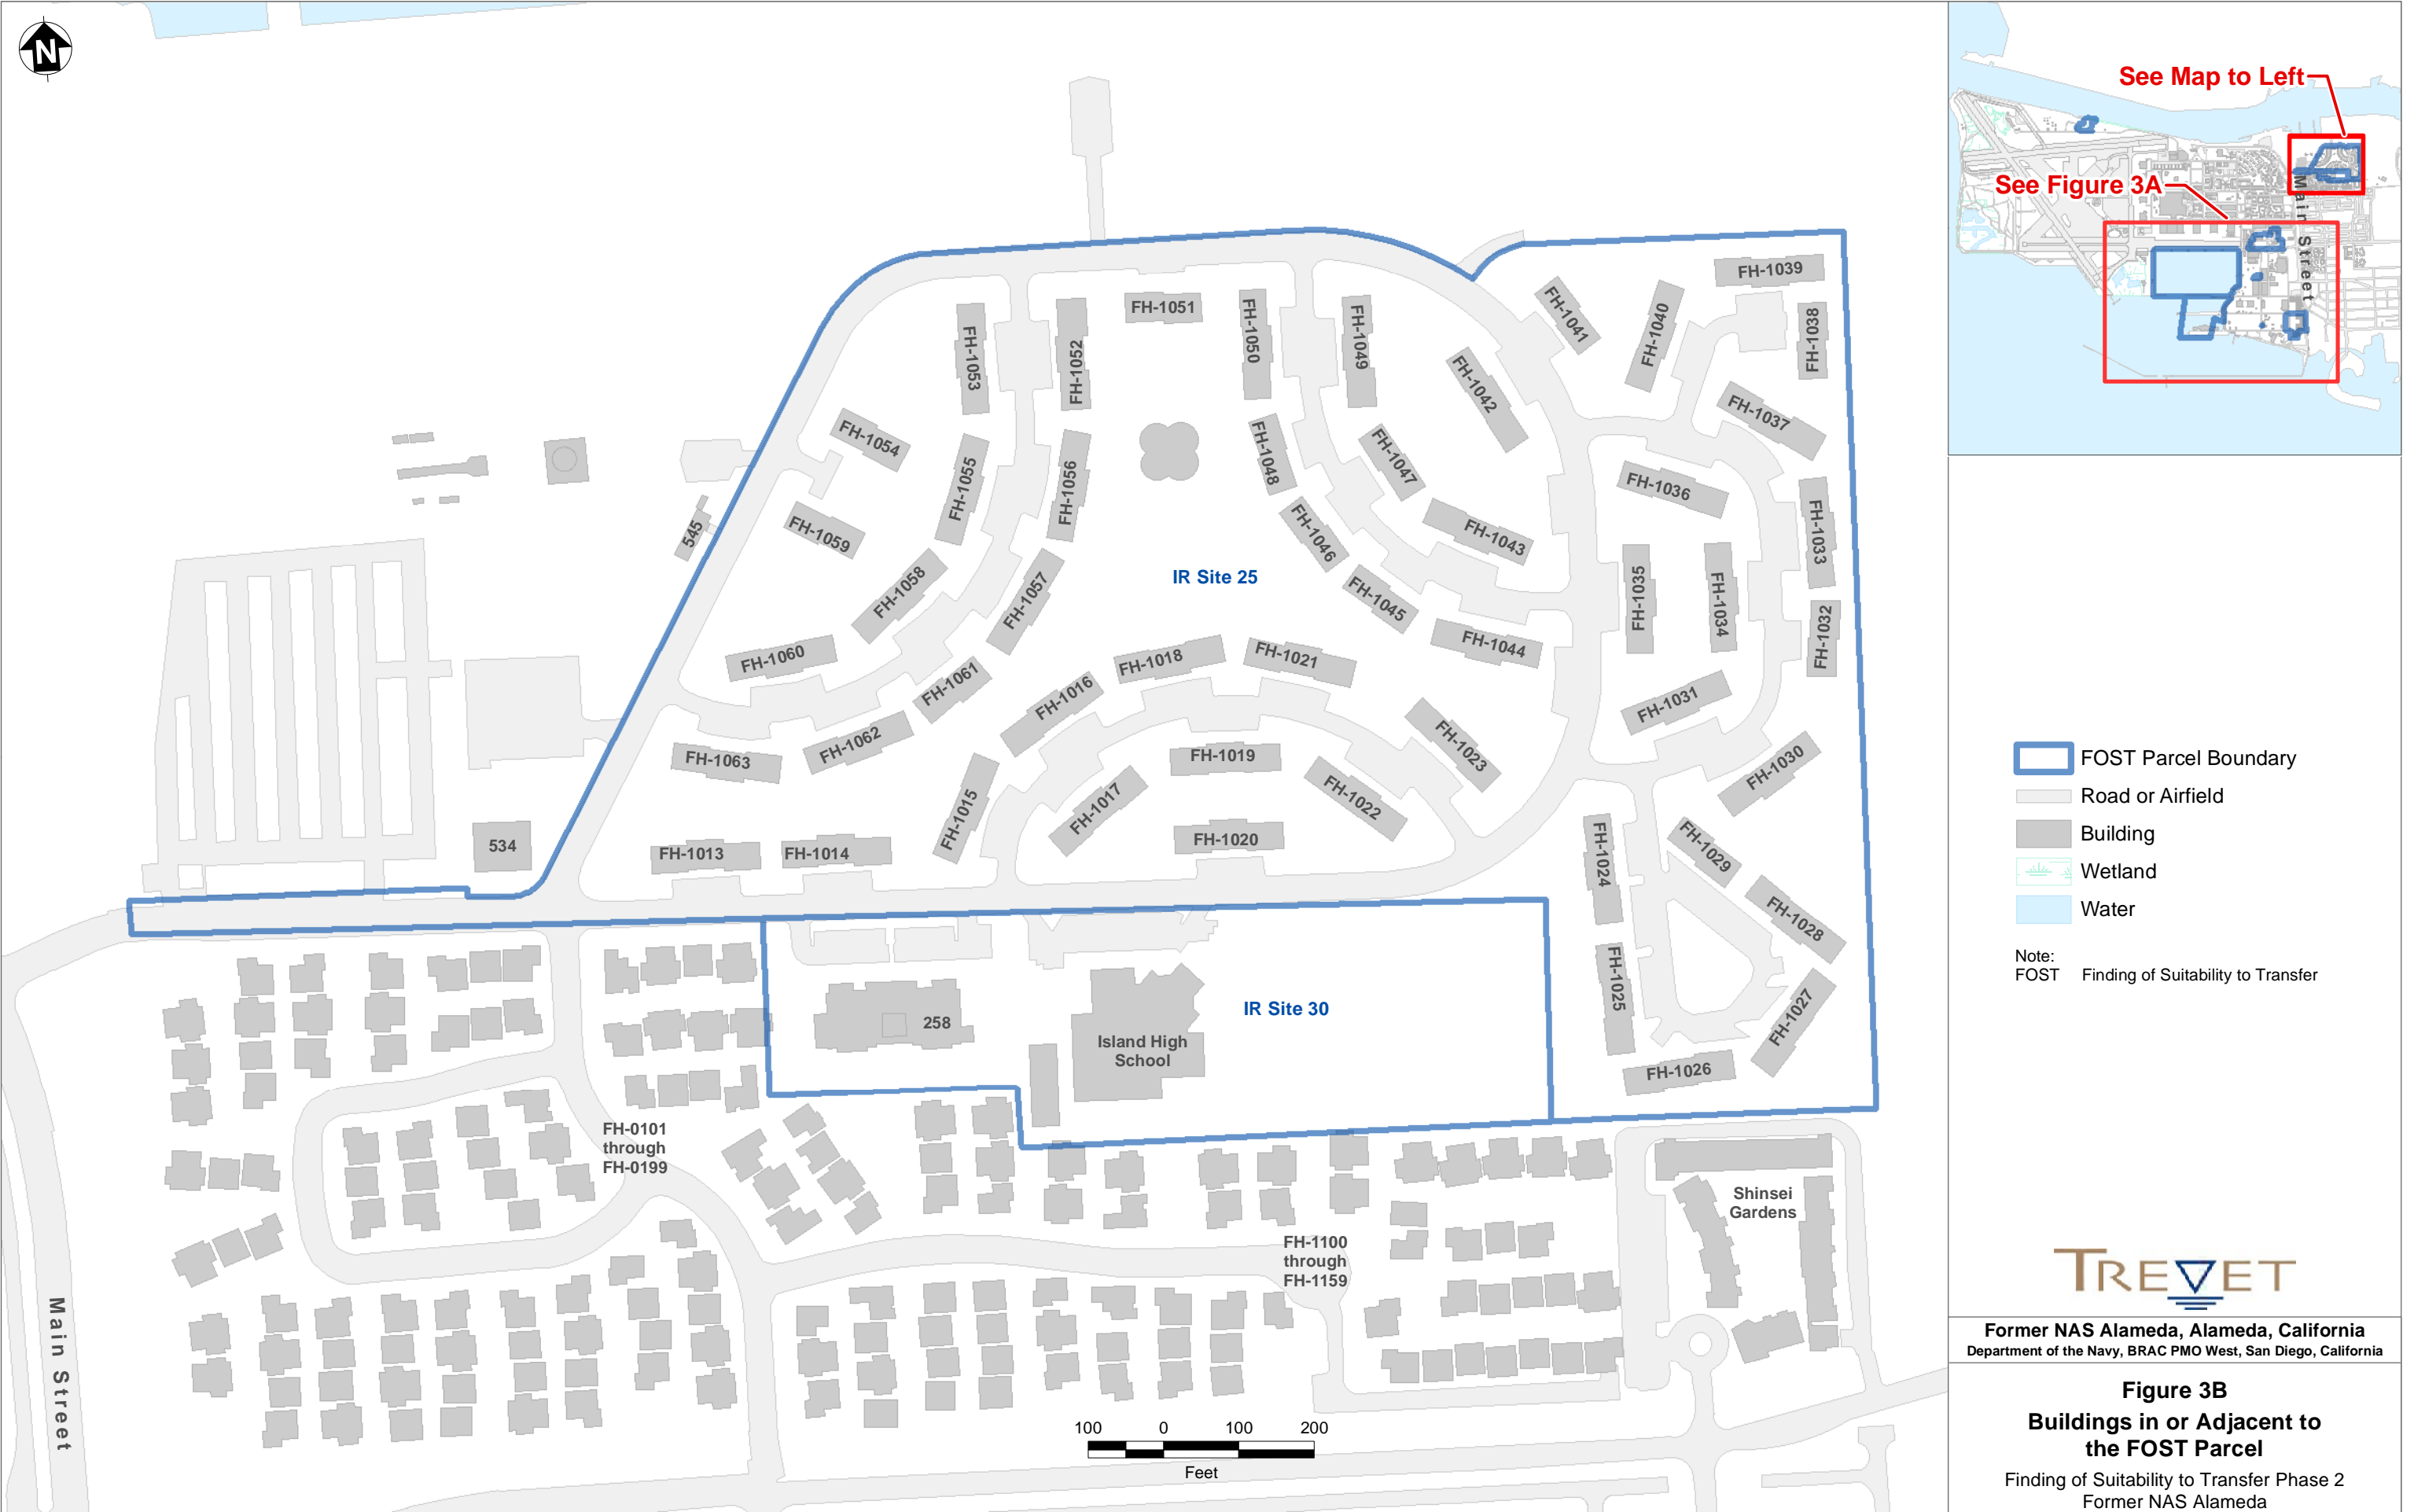 N
FH-1039
FH-1041
FH-1040
FH-1038
FH-1051
FH-1050
FH-1049
FH-1053
FH-1052
FH-1042
FH-1037
FH-1054
FH-1055
FH-1056
FH-1048
FH-1047
FH-1036
FH-1033
545
FH-1059
FH-1046
FH-1043
FH-1058
FH-1057
IR Site 25
FH-1045
FH-1035
FH-1034
FH-1032
FH-1060
FH-1061
FH-1016
FH-1018
FH-1021
FH-1044
FH-1031
FH-1063
FH-1062
FH-1019
FH-1023
FH-1030
FH-1015
FH-1017
FH-1022
534
FH-1013
FH-1014
FH-1020
FH-1024
FH-1029
FH-1028
FH-1025
FH-1027
FH-1026
258
IR Site 30
Island High
School
FH-0101
through
FH-0199
FH-1100
through
FH-1159
Shinsei
Gardens
Main Street
100 0 100 200
Feet
See Map to Left
See Figure 3A
Main Street
FOST Parcel Boundary
Road or Airfield
Building
Wetland
Water
Note:
FOST Finding of Suitability to Transfer
TREVET
Former NAS Alameda, Alameda, California
Department of the Navy, BRAC PMO West, San Diego, California
Figure 3B
Buildings in or Adjacent to
the FOST Parcel
Finding of Suitability to Transfer Phase 2
Former NAS Alameda